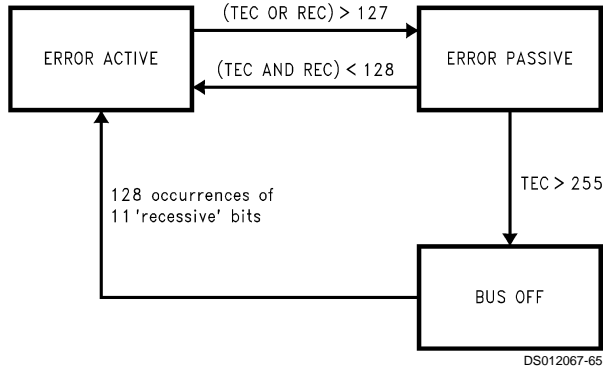 (TEC OR REC) > 127
ERROR ACTIVE
ERROR PASSIVE
(TEC AND REC) < 128
128 occurrences of
11 'recessive' bits
TEC > 255
BUS OFF
DS012067-65